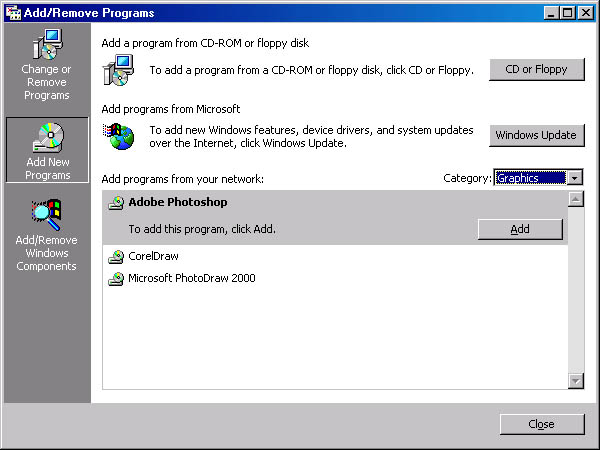 Add/Remove Programs
Change or
Remove
Programs
Add New
Programs
Add/Remove
Windows
Components
Add a program from CD-ROM or floppy disk
To add a program from a CD-ROM or floppy disk, click CD or Floppy.
CD or Floppy
Add programs from Microsoft
To add new Windows features, device drivers, and system updates
over the Internet, click Windows Update.
Windows Update
Add programs from your network:
Category: Graphics
Adobe Photoshop
To add this program, click Add.
Add
CorelDraw
Microsoft PhotoDraw 2000
Close